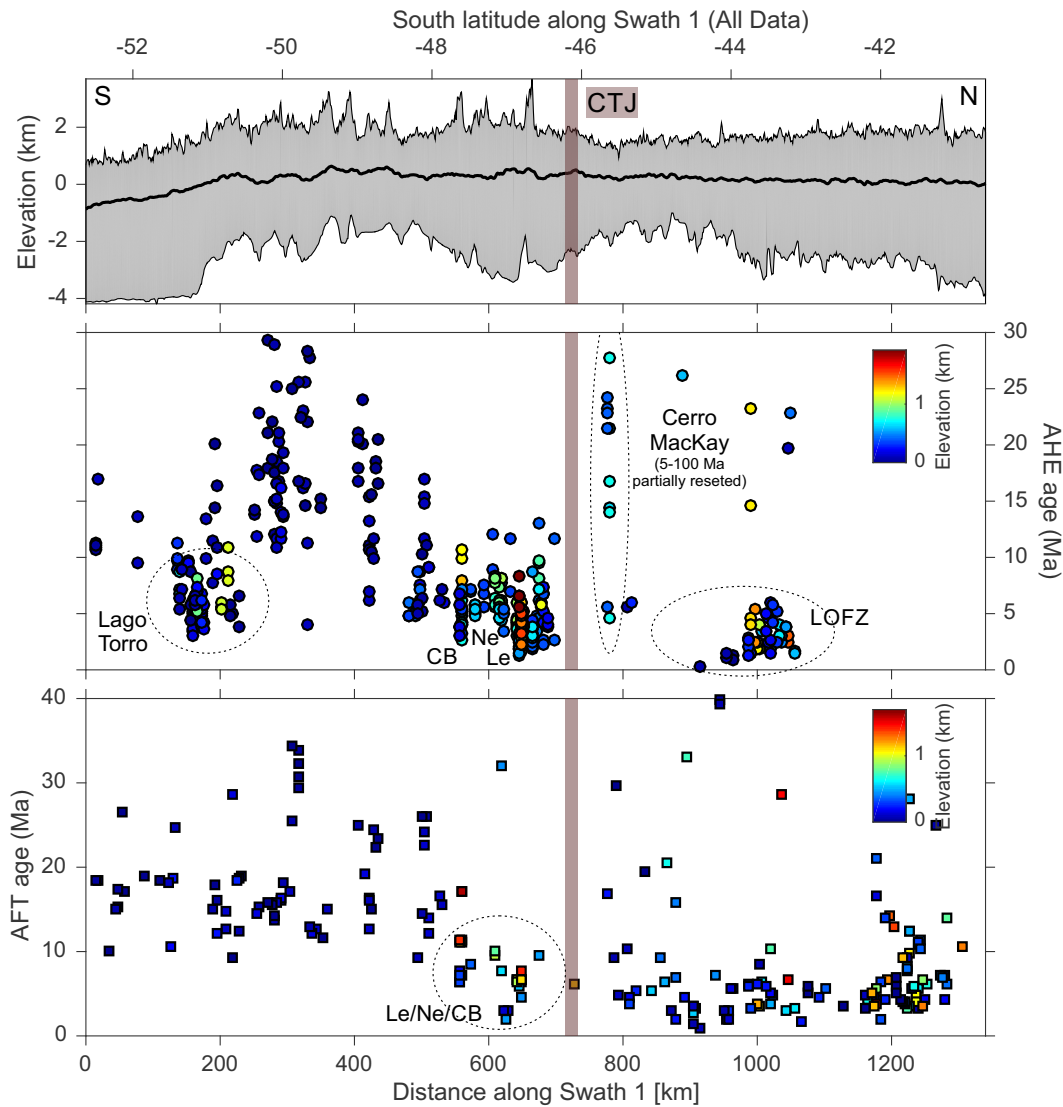 South latitude along Swath 1 (All Data)
-52 -50 -48 -46 -44 -42
S CTJ N
Elevation (km)
2
0
-2
-4
AHE age (Ma)
30
25
20
15
10
5
0
Elevation (km)
1
0
Cerro
MacKay
(5-100 Ma
partially reseted)
Lago
Torro
CB
Ne
Le
LOFZ
AFT age (Ma)
40
30
20
10
0
Elevation (km)
1
0
Le/Ne/CB
0 200 400 600 800 1000 1200
Distance along Swath 1 [km]